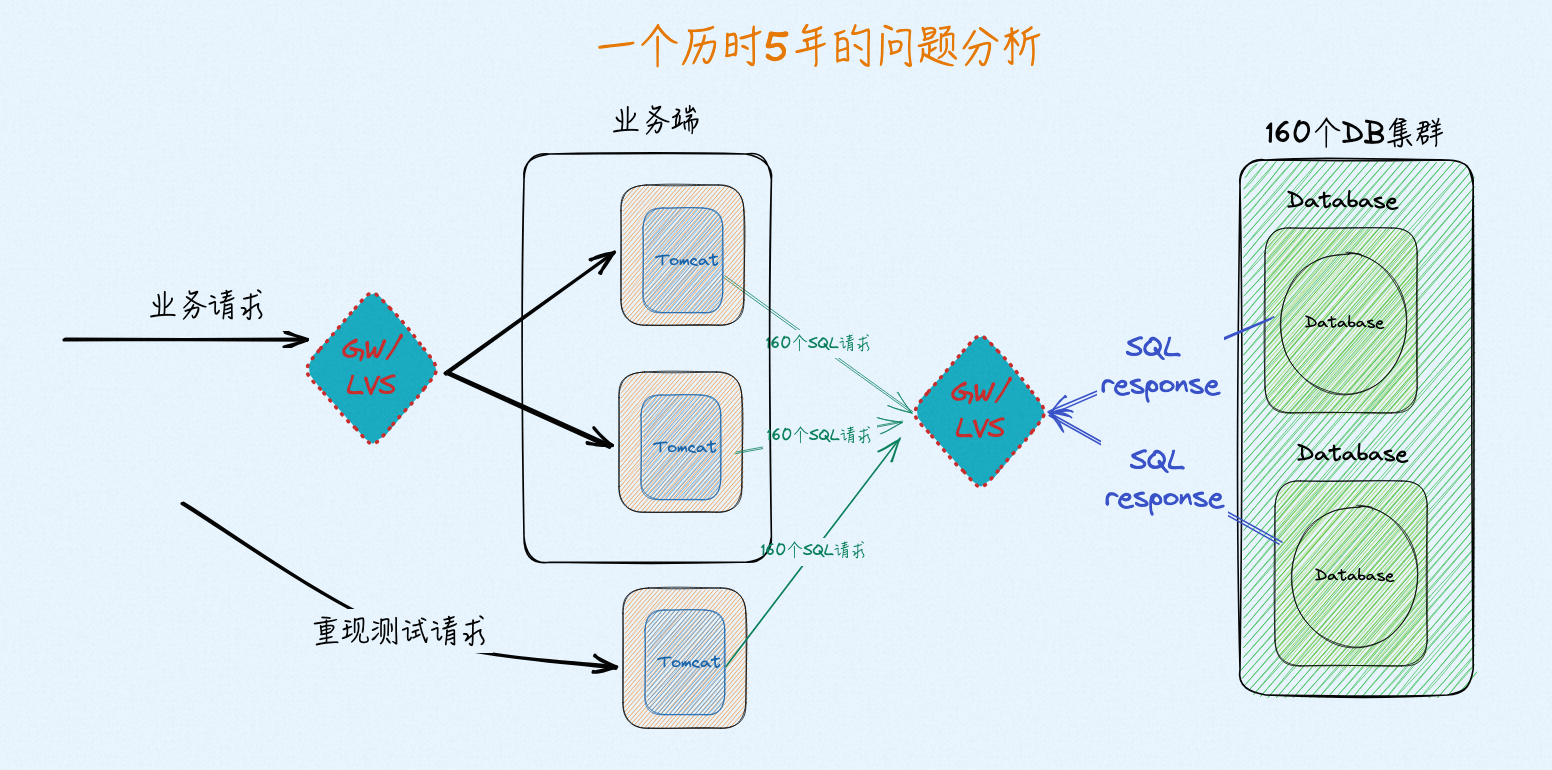 一个历时5年的问题分析
业务端
160个DB集群
Database
Tomcat
业务请求
GW/
LVS
160个SQL请求
Database
SQL
response
GW/
LVS
Tomcat
160个SQL请求
Database
SQL
response
160个SQL请求
Database
重现测试请求
Tomcat